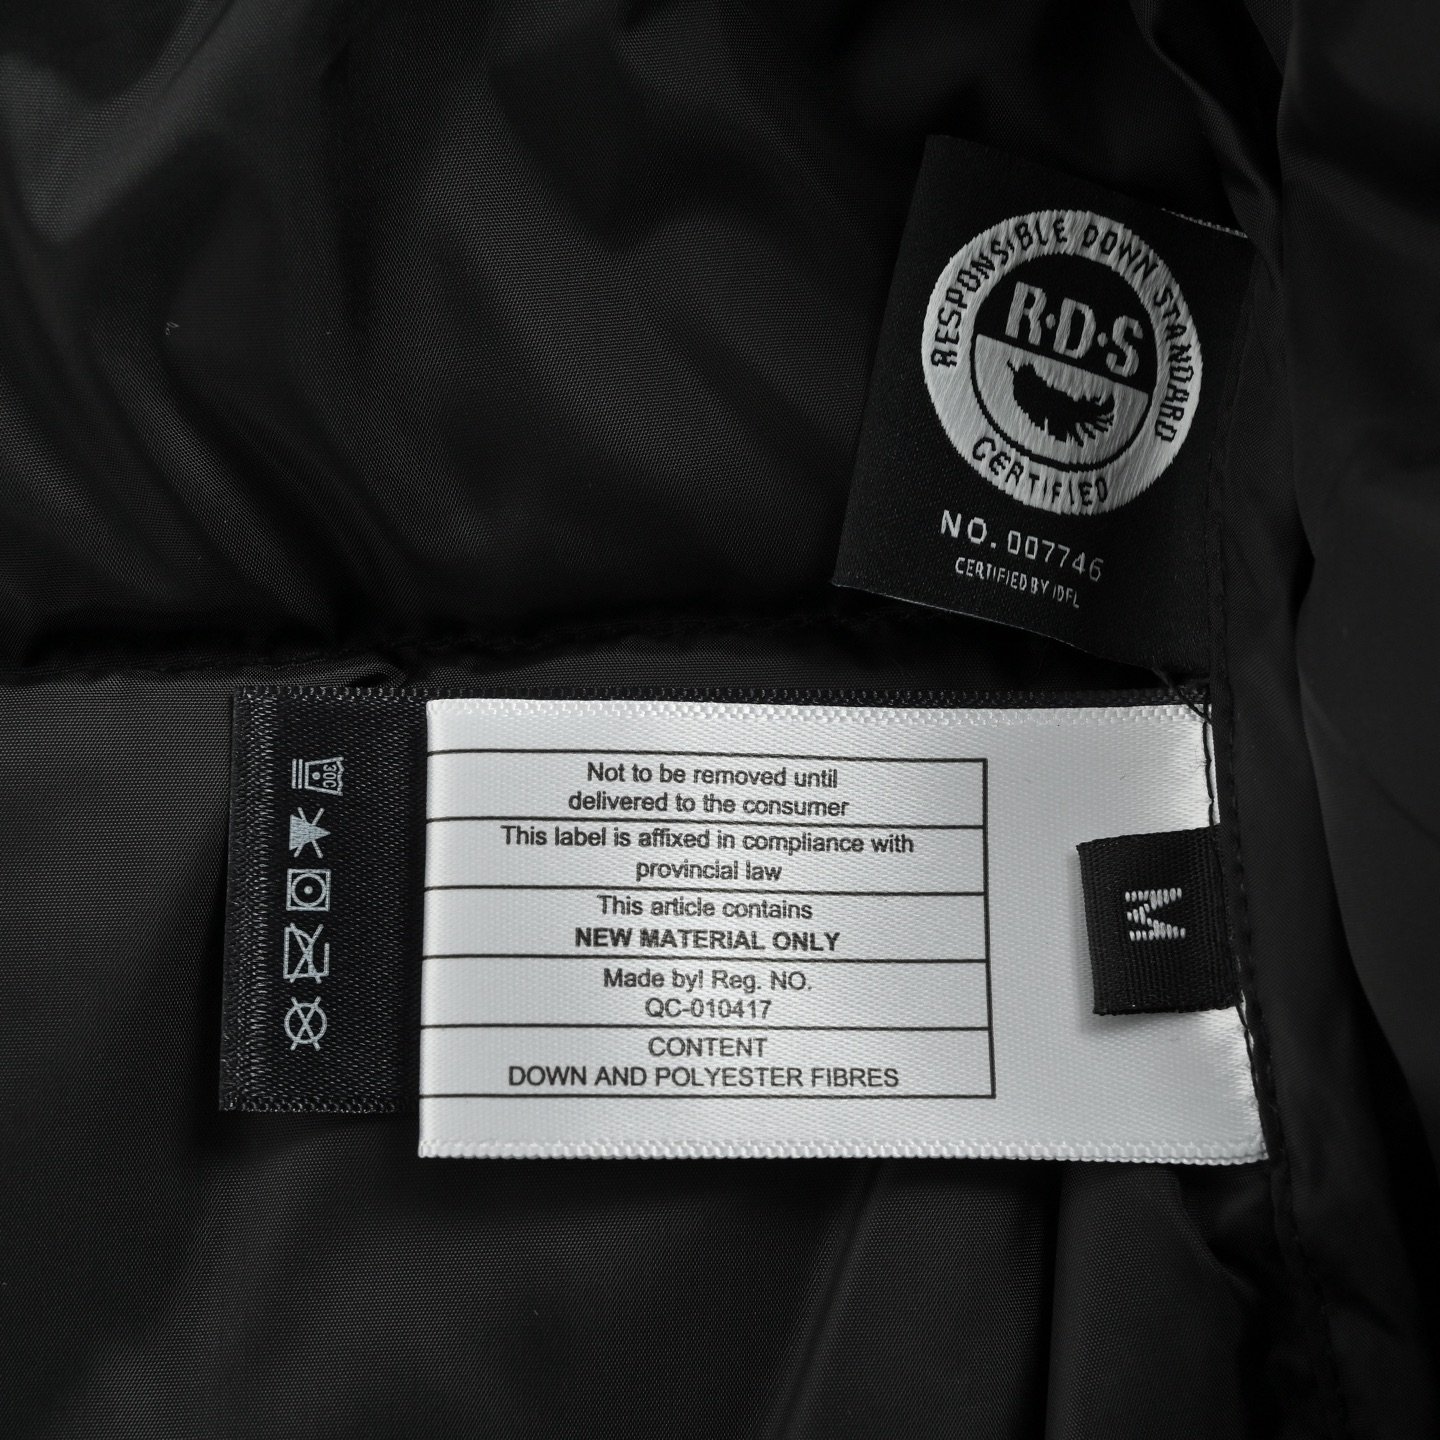 RESPONSIBLE DOWN STANDARD
R·D·S
CERTIFIED
NO. 007746
CERTIFIED BY IDFL
30C
Not to be removed until
delivered to the consumer
This label is affixed in compliance with
provincial law
This article contains
NEW MATERIAL ONLY
Made by! Reg. NO.
QC-010417
CONTENT
DOWN AND POLYESTER FIBRES
M